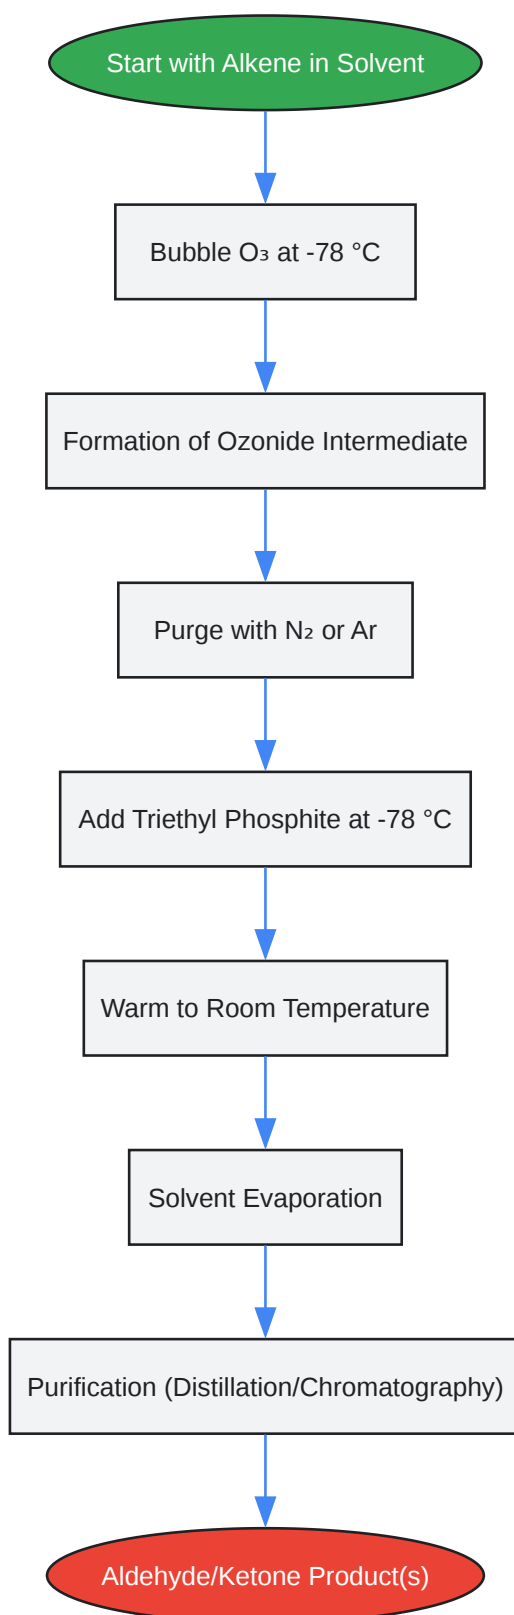 Start with Alkene in Solvent
Bubble O₃ at -78 °C
Formation of Ozonide Intermediate
Purge with N₂ or Ar
Add Triethyl Phosphite at -78 °C
Warm to Room Temperature
Solvent Evaporation
Purification (Distillation/Chromatography)
Aldehyde/Ketone Product(s)